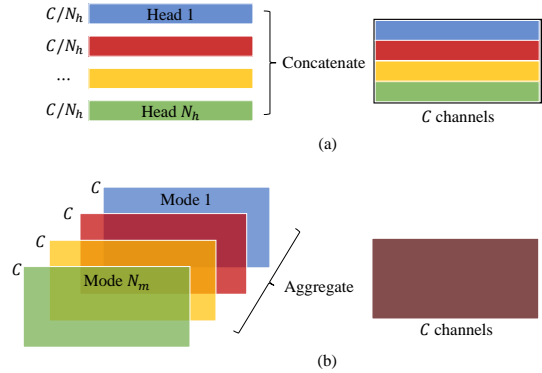 C/N_h Head 1
C/N_h
...
C/N_h Head N_h
Concatenate
C channels
(a)
C Mode 1
C
C
C Mode N_m
Aggregate
C channels
(b)